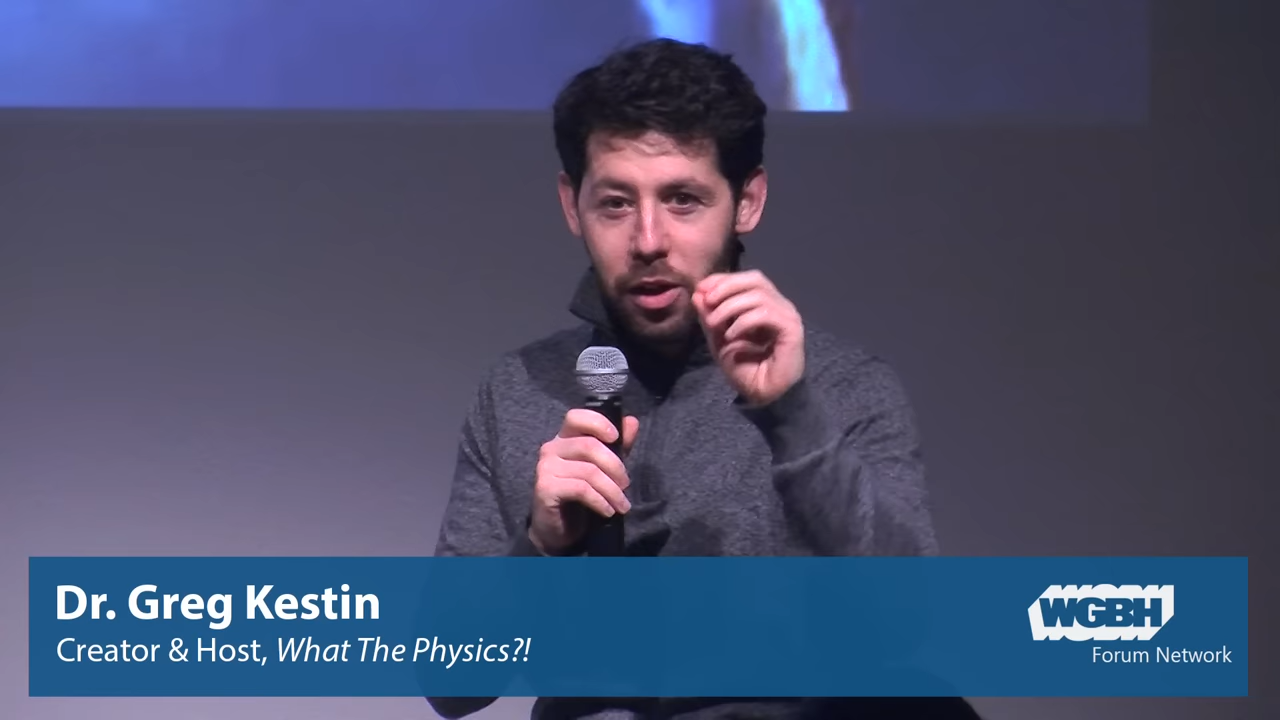 Dr. Greg Kestin
Creator & Host, What The Physics?!
WGBH
Forum Network